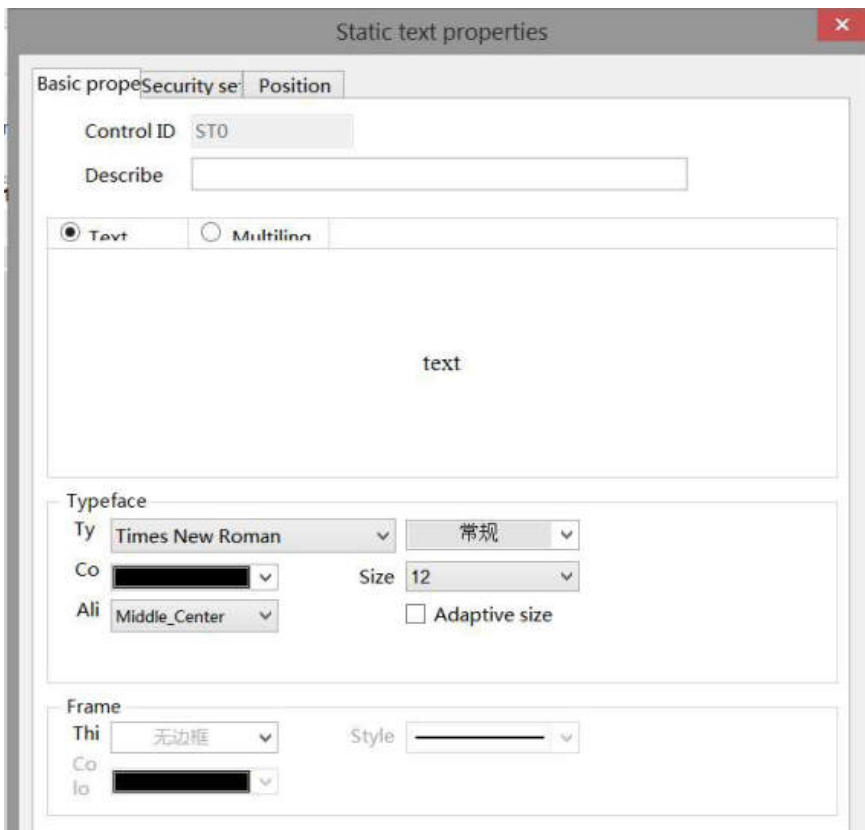 Static text properties
Basic prope Security se Position
Control ID ST0
Describe
Text Multiling
text
Typeface
Ty Times New Roman 常规
Co Size 12
Ali Middle_Center Adaptive size
Frame
Thi 无边框 Style
Co
lo